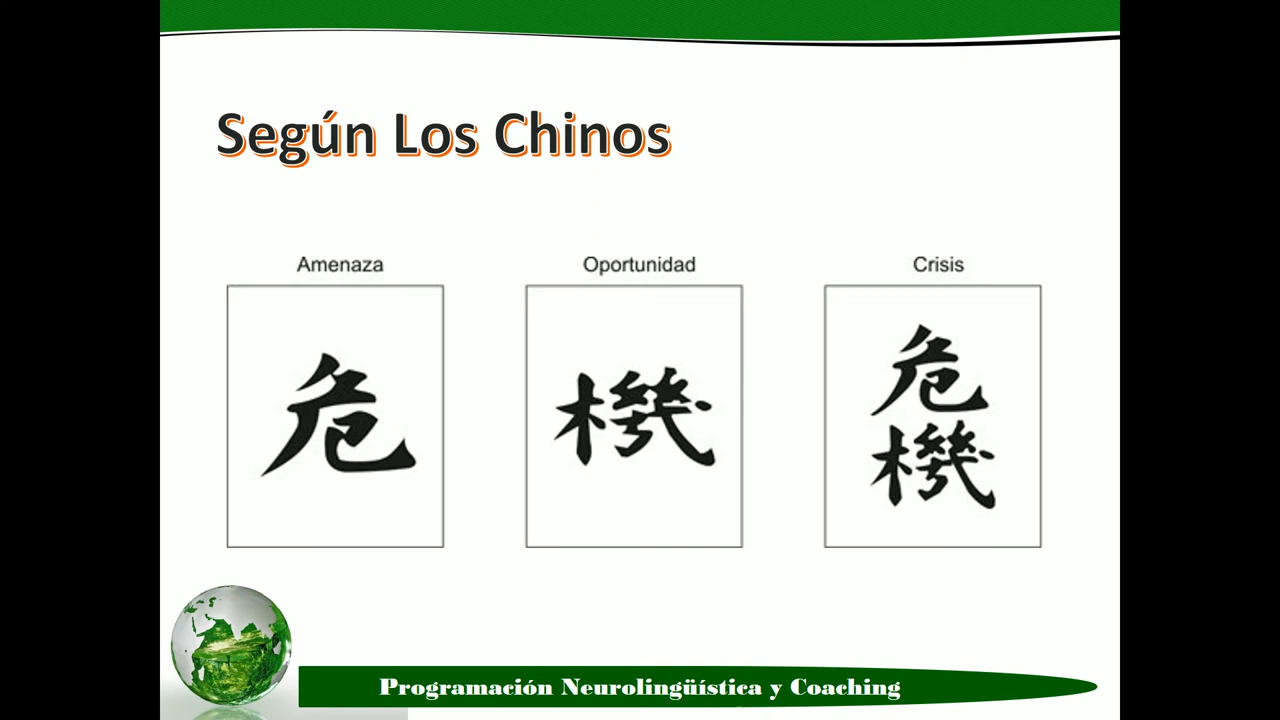 Según Los Chinos
Amenaza
Oportunidad
Crisis
危
機
危
機
Programación Neurolingüística y Coaching